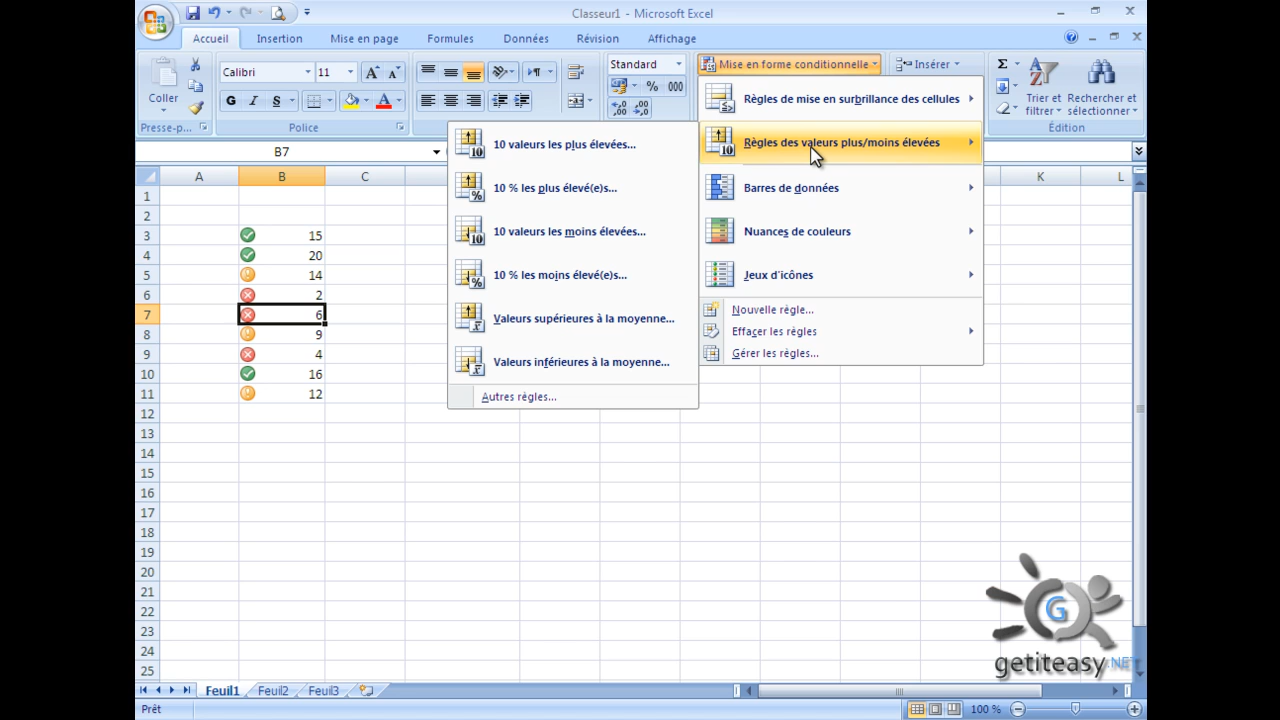 Classeur1 - Microsoft Excel
Accueil
Insertion
Mise en page
Formules
Données
Révision
Affichage
Coller
Presse-p...
Calibri
11
G I S
A
Police
Standard
% 000
Mise en forme conditionnelle
Insérer
Σ
Trier et filtrer
Rechercher et sélectionner
Édition
Règles de mise en surbrillance des cellules
Règles des valeurs plus/moins élevées
Barres de données
Nuances de couleurs
Jeux d'icônes
Nouvelle règle...
Effacer les règles
Gérer les règles...
10 valeurs les plus élevées...
10 % les plus élevé(e)s...
10 valeurs les moins élevées...
10 % les moins élevé(e)s...
Valeurs supérieures à la moyenne...
Valeurs inférieures à la moyenne...
Autres règles...
B7
A B C K L
1
2
3 15
4 20
5 14
6 2
7 6
8 9
9 4
10 16
11 12
12
13
14
15
16
17
18
19
20
21
22
23
24
25
G
getiteasy.NET
Feuil1 Feuil2 Feuil3
Prêt
100 %